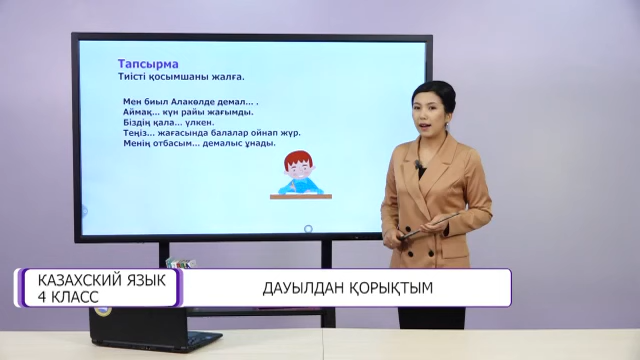 Тапсырма
Тиісті қосымшаны жалға.
Мен биыл Алакөлде демал... .
Аймақ... күн райы жағымды.
Біздің қала... үлкен.
Теңіз... жағасында балалар ойнап жүр.
Менің отбасым... демалыс ұнады.
КАЗАХСКИЙ ЯЗЫК
4 КЛАСС
ДАУЫЛДАН ҚОРЫҚТЫМ